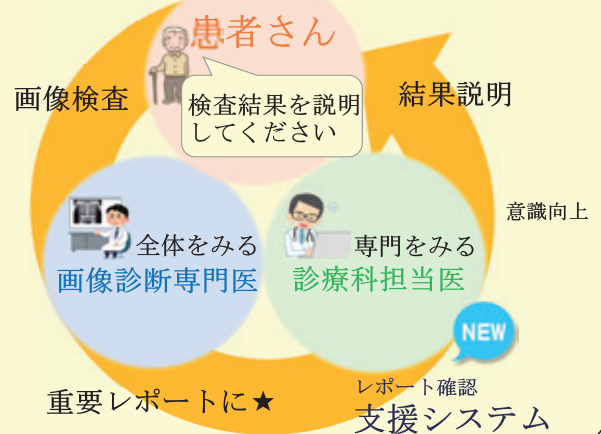 患者さん
画像検査
検査結果を説明
してください
結果説明
意識向上
全体をみる
画像診断専門医
専門をみる
診療科担当医
NEW
重要レポートに★
レポート確認
支援システム